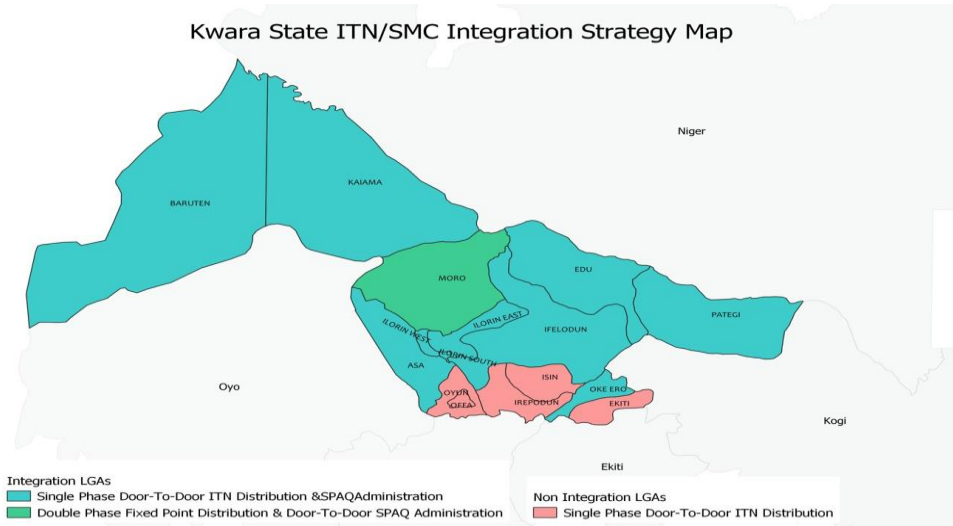 Kwara State ITN/SMC Integration Strategy Map
Niger
KAIAMA
BARUTEN
EDU
MORO
PATEGI
ILORIN EAST
IFELODUN
ILORIN WEST
ILORIN SOUTH
ASA
ISIN
Oyo
OKE ERO
OYUN
OFFA
IREPODUN
EKITI
Kogi
Ekiti
Integration LGAs
Single Phase Door-To-Door ITN Distribution &SPAQAdministration
Double Phase Fixed Point Distribution & Door-To-Door SPAQ Administration
Non Integration LGAs
Single Phase Door-To-Door ITN Distribution